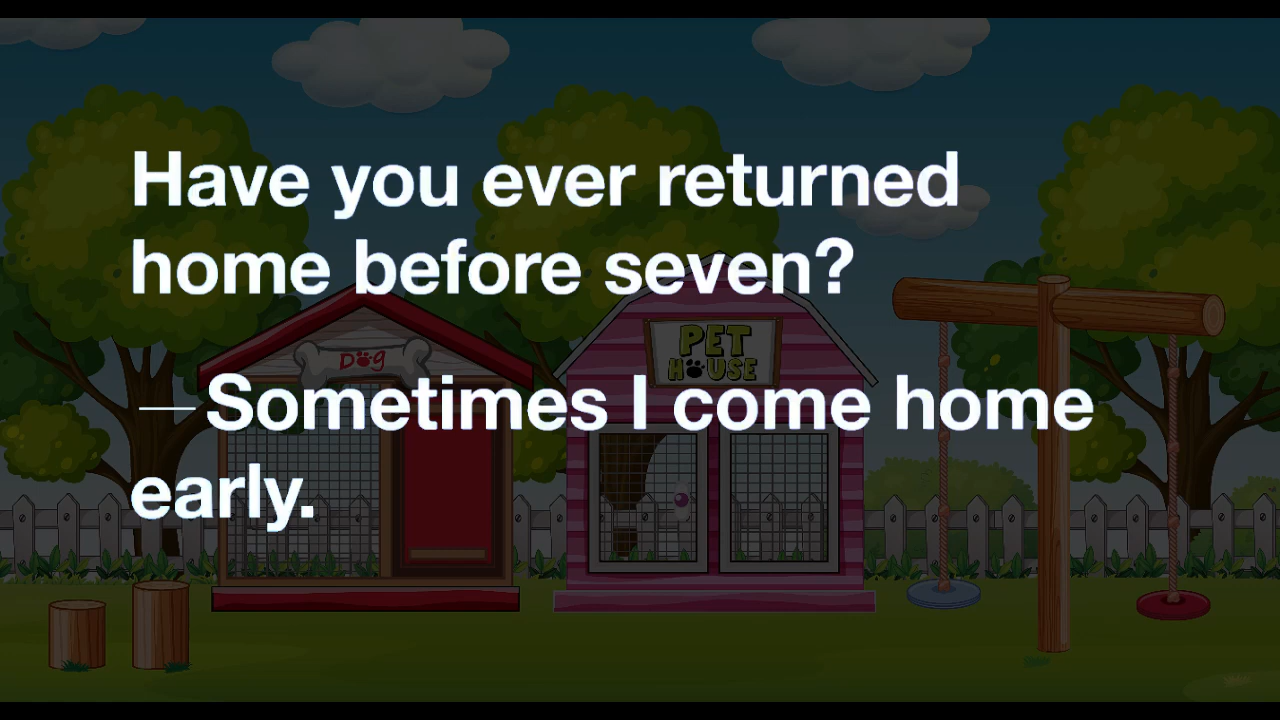 Have you ever returned
home before seven?
—Sometimes I come home
early.
Dog
PET
HOUSE